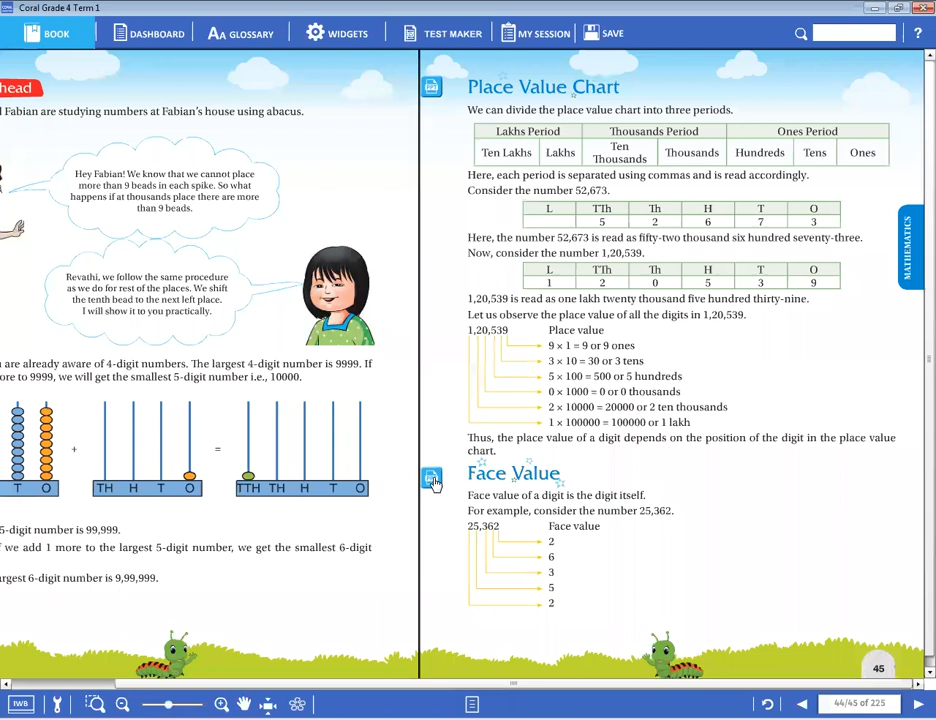 Coral Grade 4 Term 1
BOOK
DASHBOARD
AA GLOSSARY
WIDGETS
TEST MAKER
MY SESSION
SAVE
?
head
l Fabian are studying numbers at Fabian's house using abacus.
Hey Fabian! We know that we cannot place
more than 9 beads in each spike. So what
happens if at thousands place there are more
than 9 beads.
Revathi, we follow the same procedure
as we do for rest of the places. We shift
the tenth bead to the next left place.
I will show it to you practically.
u are already aware of 4-digit numbers. The largest 4-digit number is 9999. If
ore to 9999, we will get the smallest 5-digit number i.e., 10000.
T O + TH H T O = TTH TH H T O
5-digit number is 99,999.
f we add 1 more to the largest 5-digit number, we get the smallest 6-digit
argest 6-digit number is 9,99,999.
Place Value Chart
We can divide the place value chart into three periods.
Lakhs Period Thousands Period Ones Period
Ten Lakhs Lakhs Ten Thousands Thousands Hundreds Tens Ones
Here, each period is separated using commas and is read accordingly.
Consider the number 52,673.
L TTh Th H T O
5 2 6 7 3
Here, the number 52,673 is read as fifty-two thousand six hundred seventy-three.
Now, consider the number 1,20,539.
L TTh Th H T O
1 2 0 5 3 9
1,20,539 is read as one lakh twenty thousand five hundred thirty-nine.
Let us observe the place value of all the digits in 1,20,539.
1,20,539 Place value
9 × 1 = 9 or 9 ones
3 × 10 = 30 or 3 tens
5 × 100 = 500 or 5 hundreds
0 × 1000 = 0 or 0 thousands
2 × 10000 = 20000 or 2 ten thousands
1 × 100000 = 100000 or 1 lakh
Thus, the place value of a digit depends on the position of the digit in the place value
chart.
Face Value
Face value of a digit is the digit itself.
For example, consider the number 25,362.
25,362 Face value
2
6
3
5
2
MATHEMATICS
45
IWB
44/45 of 225